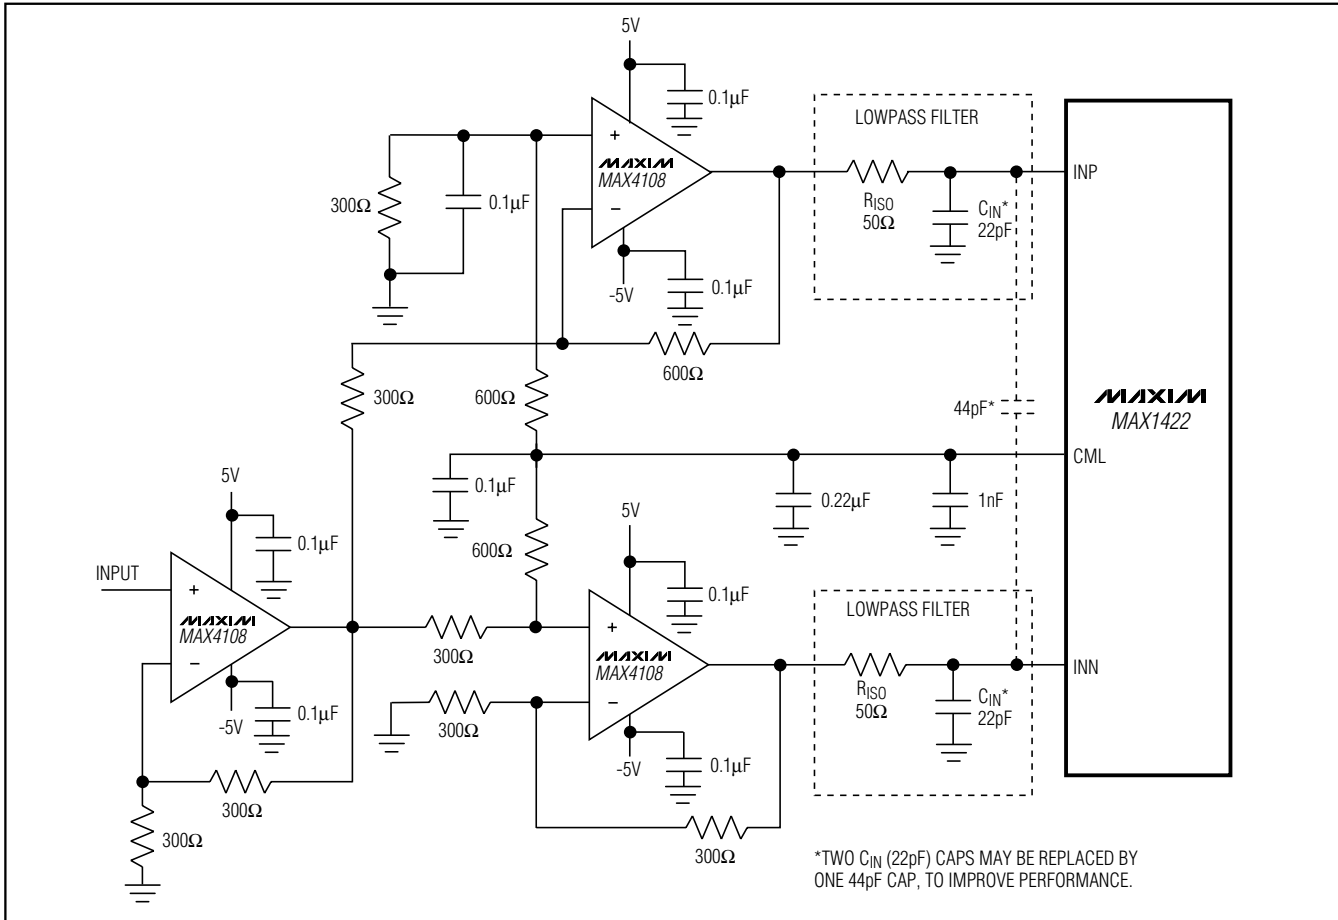 5V
0.1µF
LOWPASS FILTER
+
MAXIM
MAX4108
−
INP
300Ω
0.1µF
RISO
50Ω
CIN*
22pF
-5V
0.1µF
600Ω
300Ω
600Ω
44pF*
MAXIM
MAX1422
CML
5V
0.1µF
0.22µF
1nF
5V
0.1µF
600Ω
0.1µF
INPUT
LOWPASS FILTER
+
MAXIM
MAX4108
−
300Ω
+
MAXIM
MAX4108
−
INN
RISO
50Ω
CIN*
22pF
-5V
0.1µF
300Ω
-5V
0.1µF
300Ω
300Ω
300Ω
*TWO CIN (22pF) CAPS MAY BE REPLACED BY
ONE 44pF CAP, TO IMPROVE PERFORMANCE.